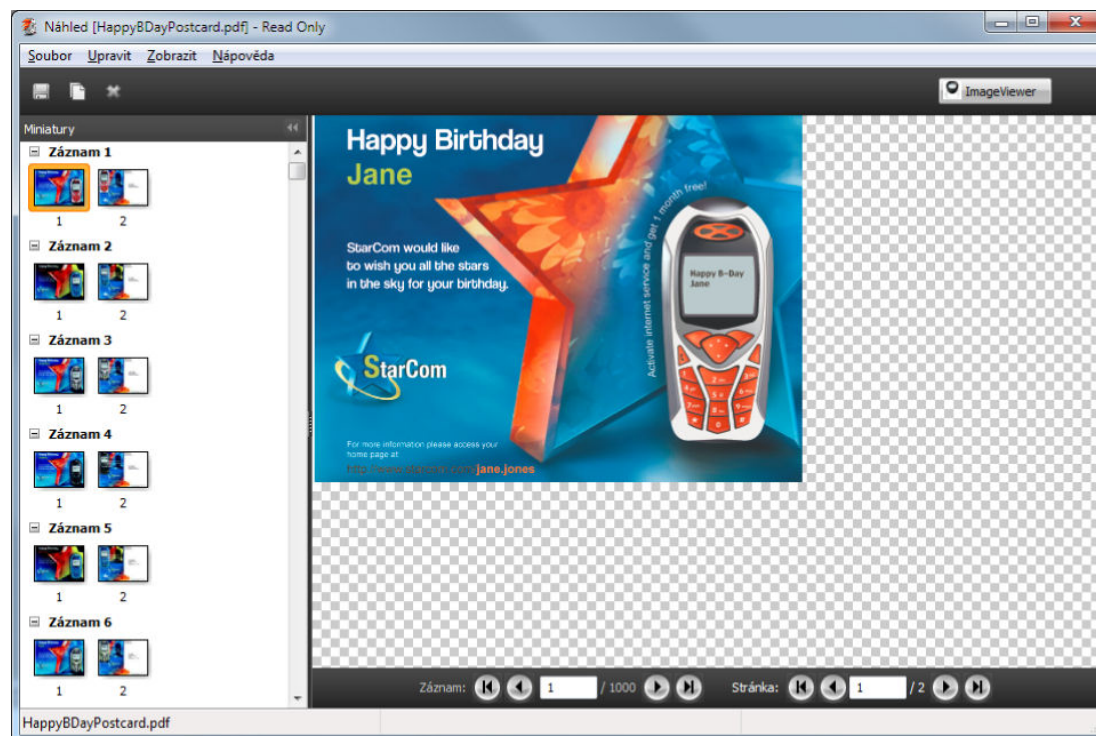 Náhled [HappyBDayPostcard.pdf] - Read Only
Soubor Upravit Zobrazit Nápověda
ImageViewer
Miniatury
Záznam 1
1 2
Záznam 2
1 2
Záznam 3
1 2
Záznam 4
1 2
Záznam 5
1 2
Záznam 6
1 2
Happy Birthday
Jane
StarCom would like
to wish you all the stars
in the sky for your birthday.
StarCom
For more information please access your
home page at
http://www.starcom.com/jane.jones
Activate internet service and get 1 month free!
Happy B-Day
Jane
Záznam: 1 / 1000 Stránka: 1 / 2
HappyBDayPostcard.pdf